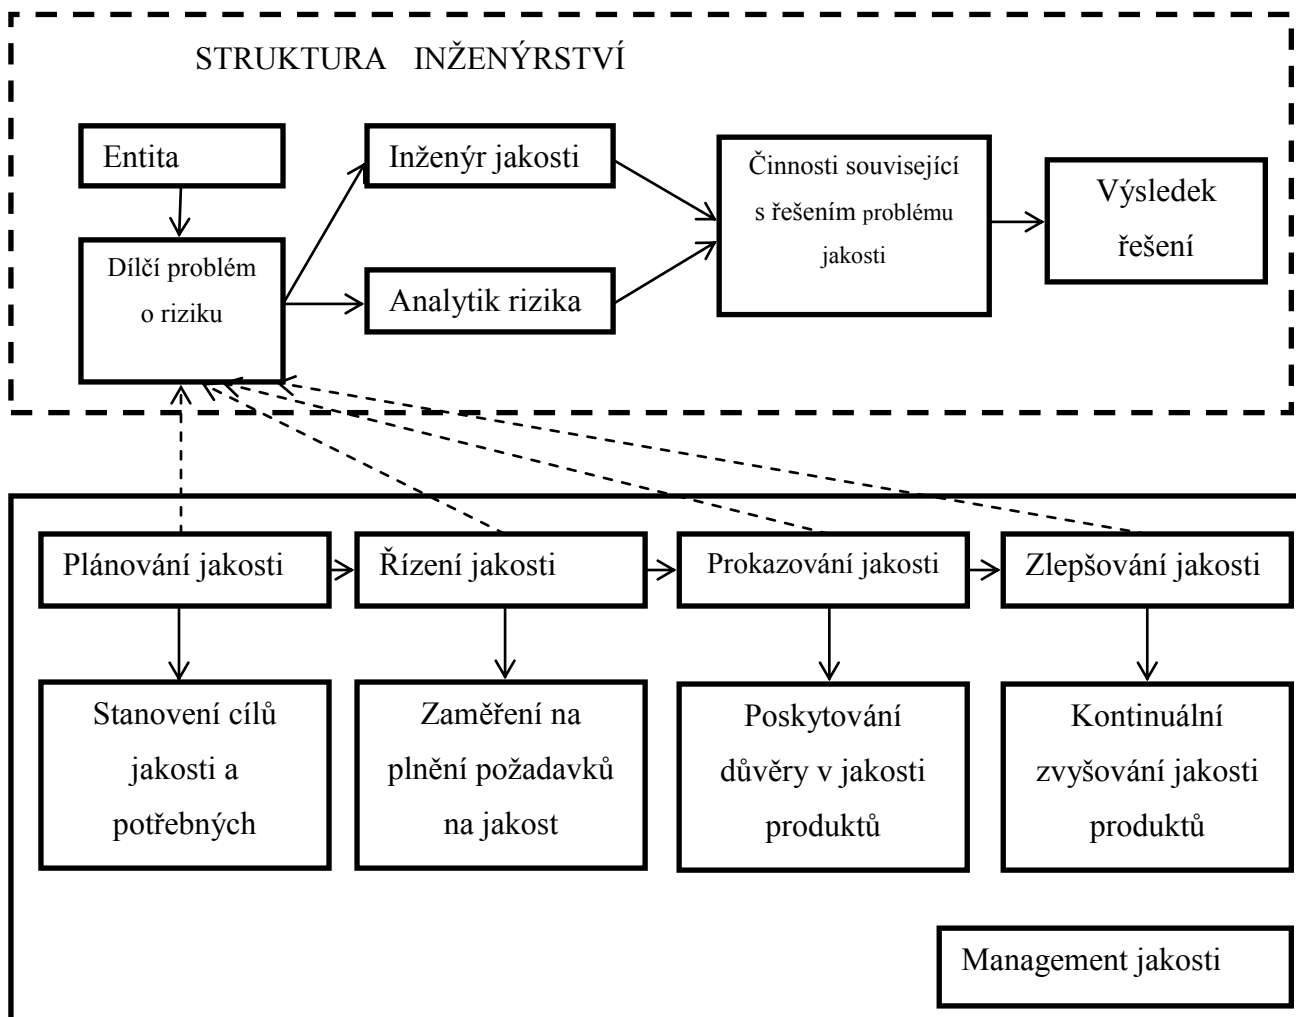 STRUKTURA INŽENÝRSTVÍ
Entita
Dílčí problém
o riziku
Inženýr jakosti
Analytik rizika
Činnosti související
s řešením problému
jakosti
Výsledek
řešení
Plánování jakosti
Řízení jakosti
Prokazování jakosti
Zlepšování jakosti
Stanovení cílů
jakosti a
potřebných
Zaměření na
plnění požadavků
na jakost
Poskytování
důvěry v jakosti
produktů
Kontinuální
zvyšování jakosti
produktů
Management jakosti